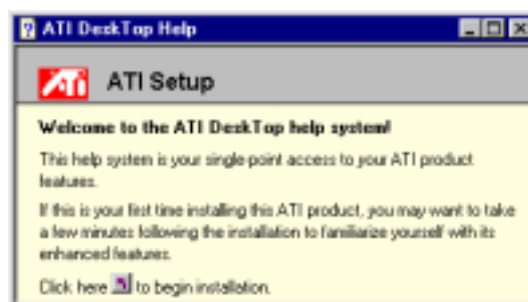 ATI DeskTop Help
ATI ATI Setup
Welcome to the ATI DeskTop help system!
This help system is your single-point access to your ATI product
features.
If this is your first time installing this ATI product, you may want to take
a few minutes following the installation to familiarize yourself with its
enhanced features.
Click here to begin installation.